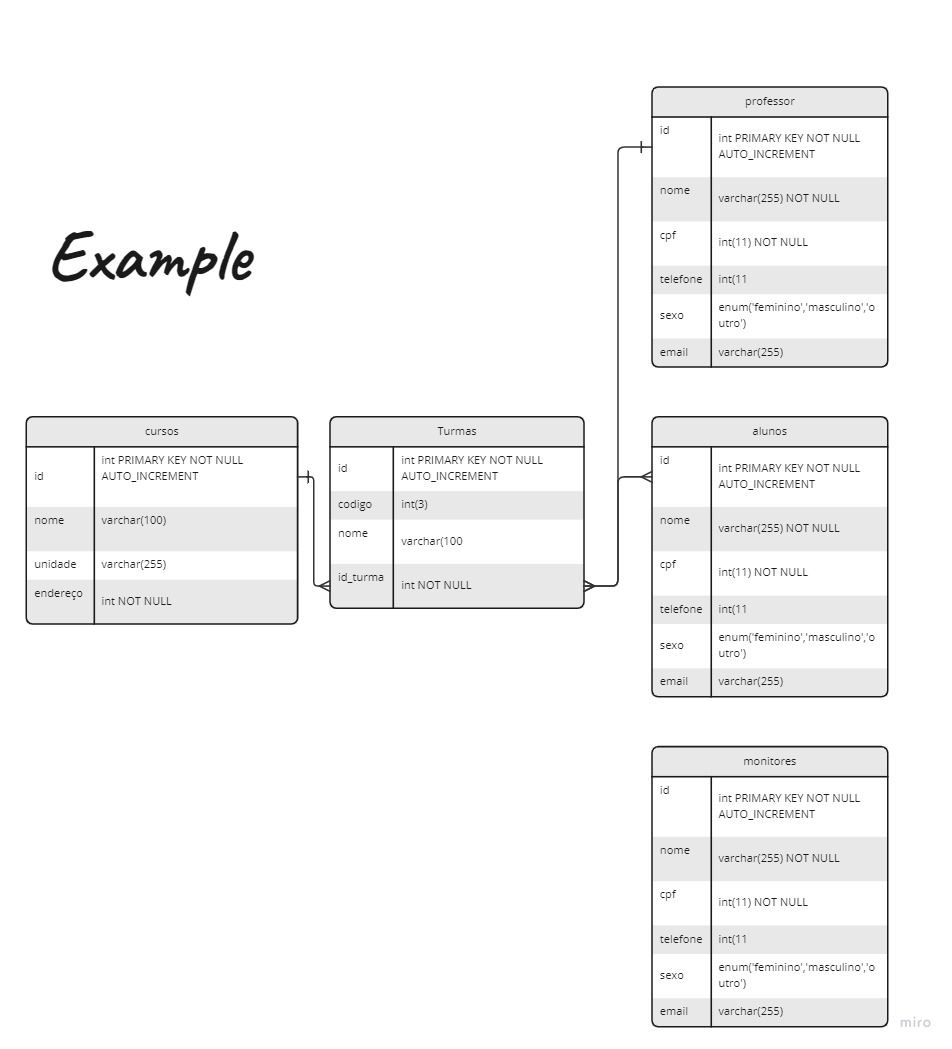 Example
professor
id
int PRIMARY KEY NOT NULL
AUTO_INCREMENT
nome
varchar(255) NOT NULL
cpf
int(11) NOT NULL
telefone
int(11
sexo
enum('feminino','masculino','o
utro')
email
varchar(255)
cursos
id
int PRIMARY KEY NOT NULL
AUTO_INCREMENT
nome
varchar(100)
unidade
varchar(255)
endereço
int NOT NULL
Turmas
id
int PRIMARY KEY NOT NULL
AUTO_INCREMENT
codigo
int(3)
nome
varchar(100
id_turma
int NOT NULL
alunos
id
int PRIMARY KEY NOT NULL
AUTO_INCREMENT
nome
varchar(255) NOT NULL
cpf
int(11) NOT NULL
telefone
int(11
sexo
enum('feminino','masculino','o
utro')
email
varchar(255)
monitores
id
int PRIMARY KEY NOT NULL
AUTO_INCREMENT
nome
varchar(255) NOT NULL
cpf
int(11) NOT NULL
telefone
int(11
sexo
enum('feminino','masculino','o
utro')
email
varchar(255)
miro